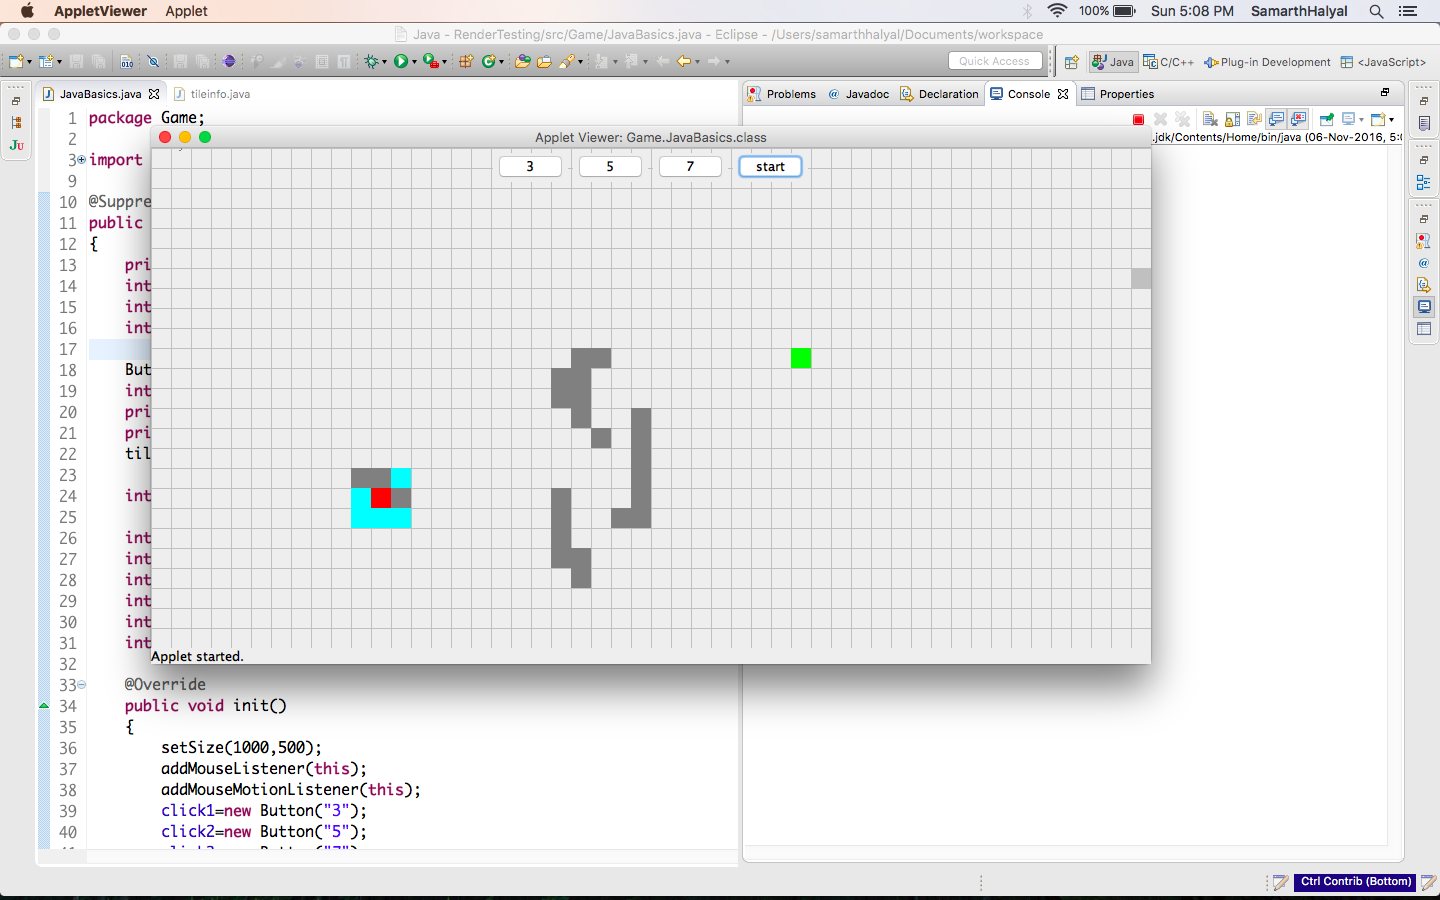 AppletViewer Applet 100% Sun 5:08 PM SamarthHalyal
Java - RenderTesting/src/Game/JavaBasics.java - Eclipse - /Users/samarthhalyal/Documents/workspace
Quick Access Java C/C++ Plug-in Development <JavaScript>
JavaBasics.java tileinfo.java
Problems @ Javadoc Declaration Console Properties
1 package Game;
2
.jdk/Contents/Home/bin/java (06-Nov-2016, 5:0
Applet Viewer: Game.JavaBasics.class
3 5 7 start
3 import
9
10 @Suppre
11 public
12 {
13 pri
14 int
15 int
16 int
17
18 But
19 int
20 pri
21 pri
22 til
23
24 int
25
26 int
27 int
28 int
29 int
30 int
31 int
Applet started.
32
33 @Override
34 public void init()
35 {
36 setSize(1000,500);
37 addMouseListener(this);
38 addMouseMotionListener(this);
39 click1=new Button("3");
40 click2=new Button("5");
Ctrl Contrib (Bottom)